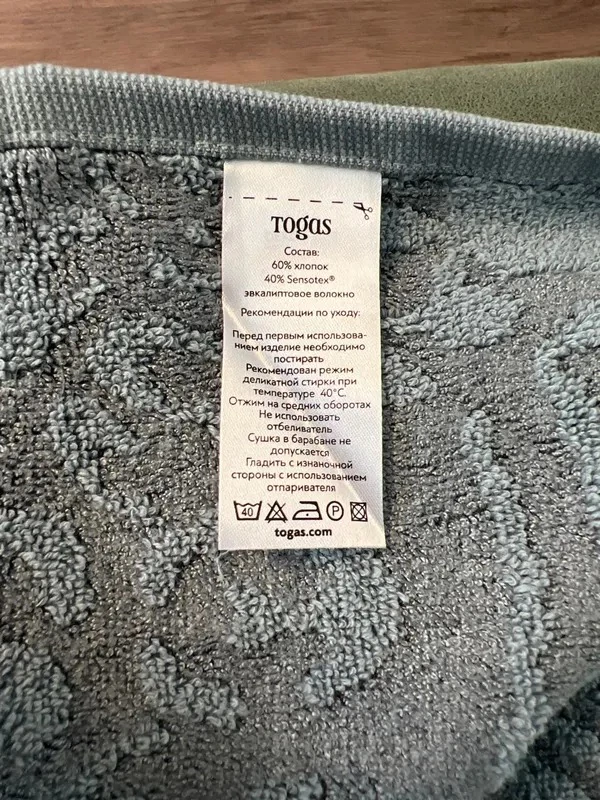 Togas
Состав:
60% хлопок
40% Sensotex®
эвкалиптовое волокно
Рекомендации по уходу:
Перед первым использова-
нием изделие необходимо
постирать
Рекомендован режим
деликатной стирки при
температуре 40°C.
Отжим на средних оборотах
Не использовать
отбеливатель
Сушка в барабане не
допускается
Гладить с изнаночной
стороны с использованием
отпаривателя
40 P
togas.com